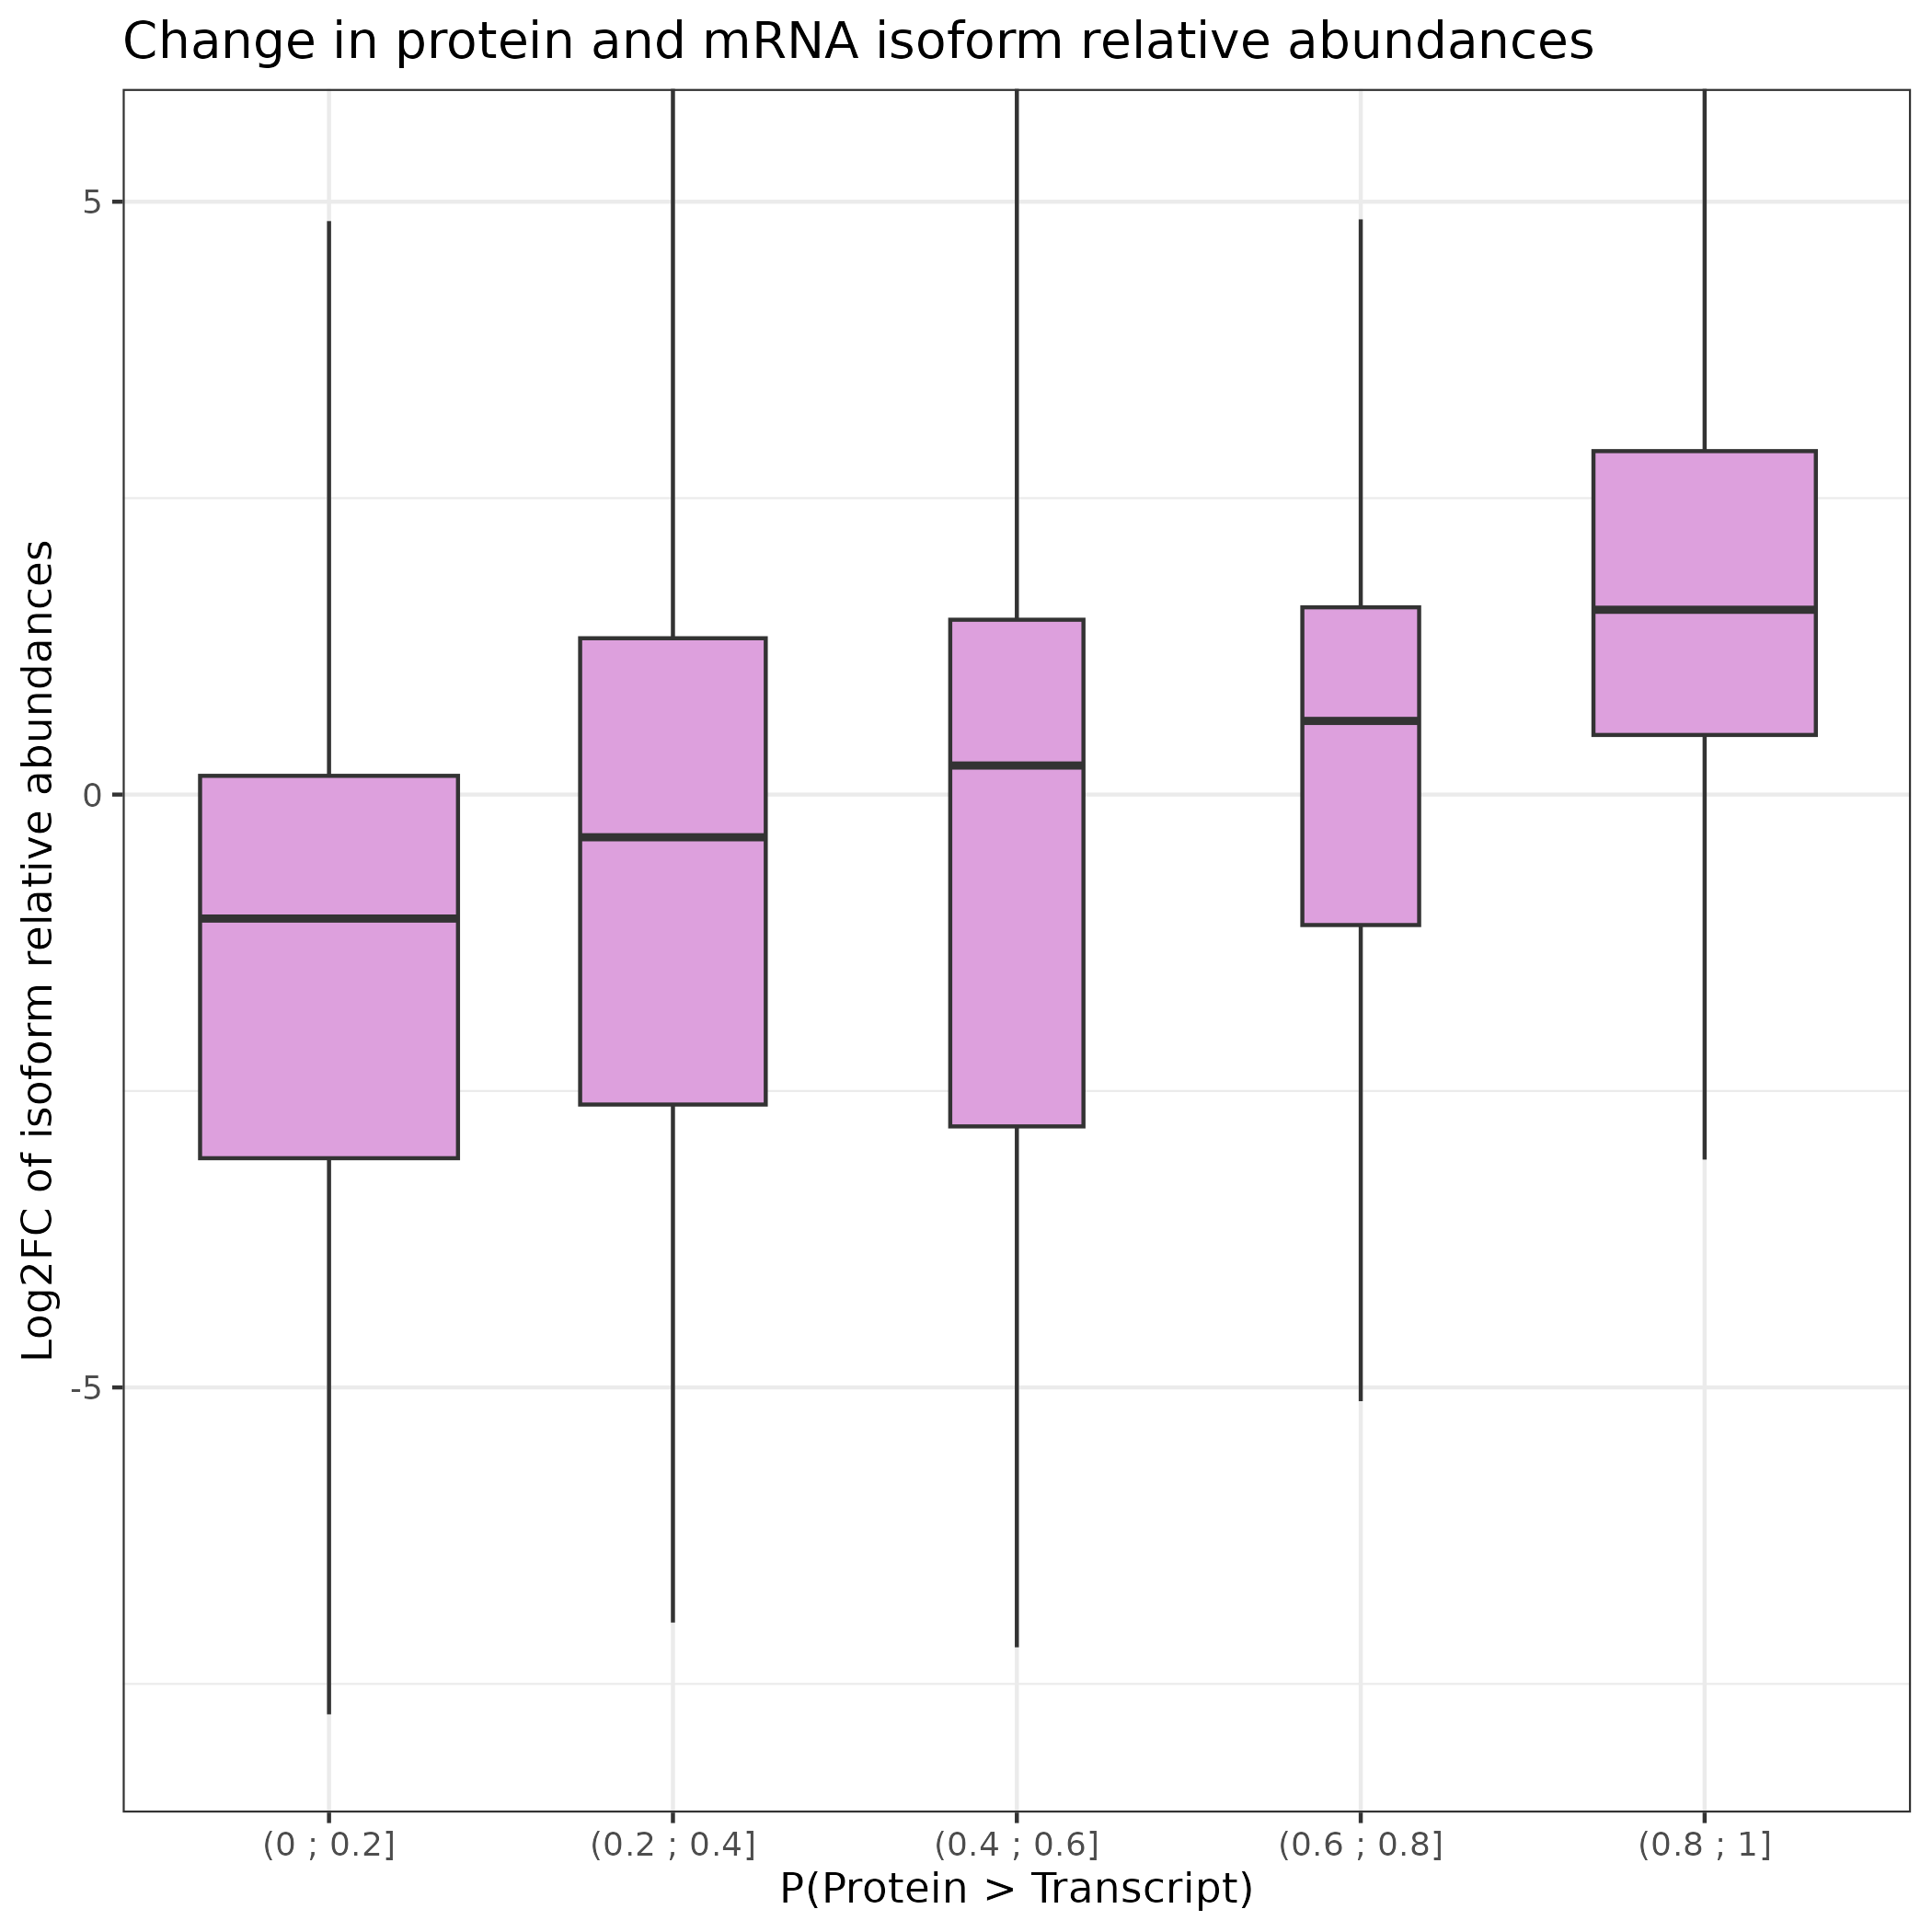 Change in protein and mRNA isoform relative abundances
Log2FC of isoform relative abundances
5
0
-5
(0 ; 0.2] (0.2 ; 0.4] (0.4 ; 0.6] (0.6 ; 0.8] (0.8 ; 1]
P(Protein > Transcript)